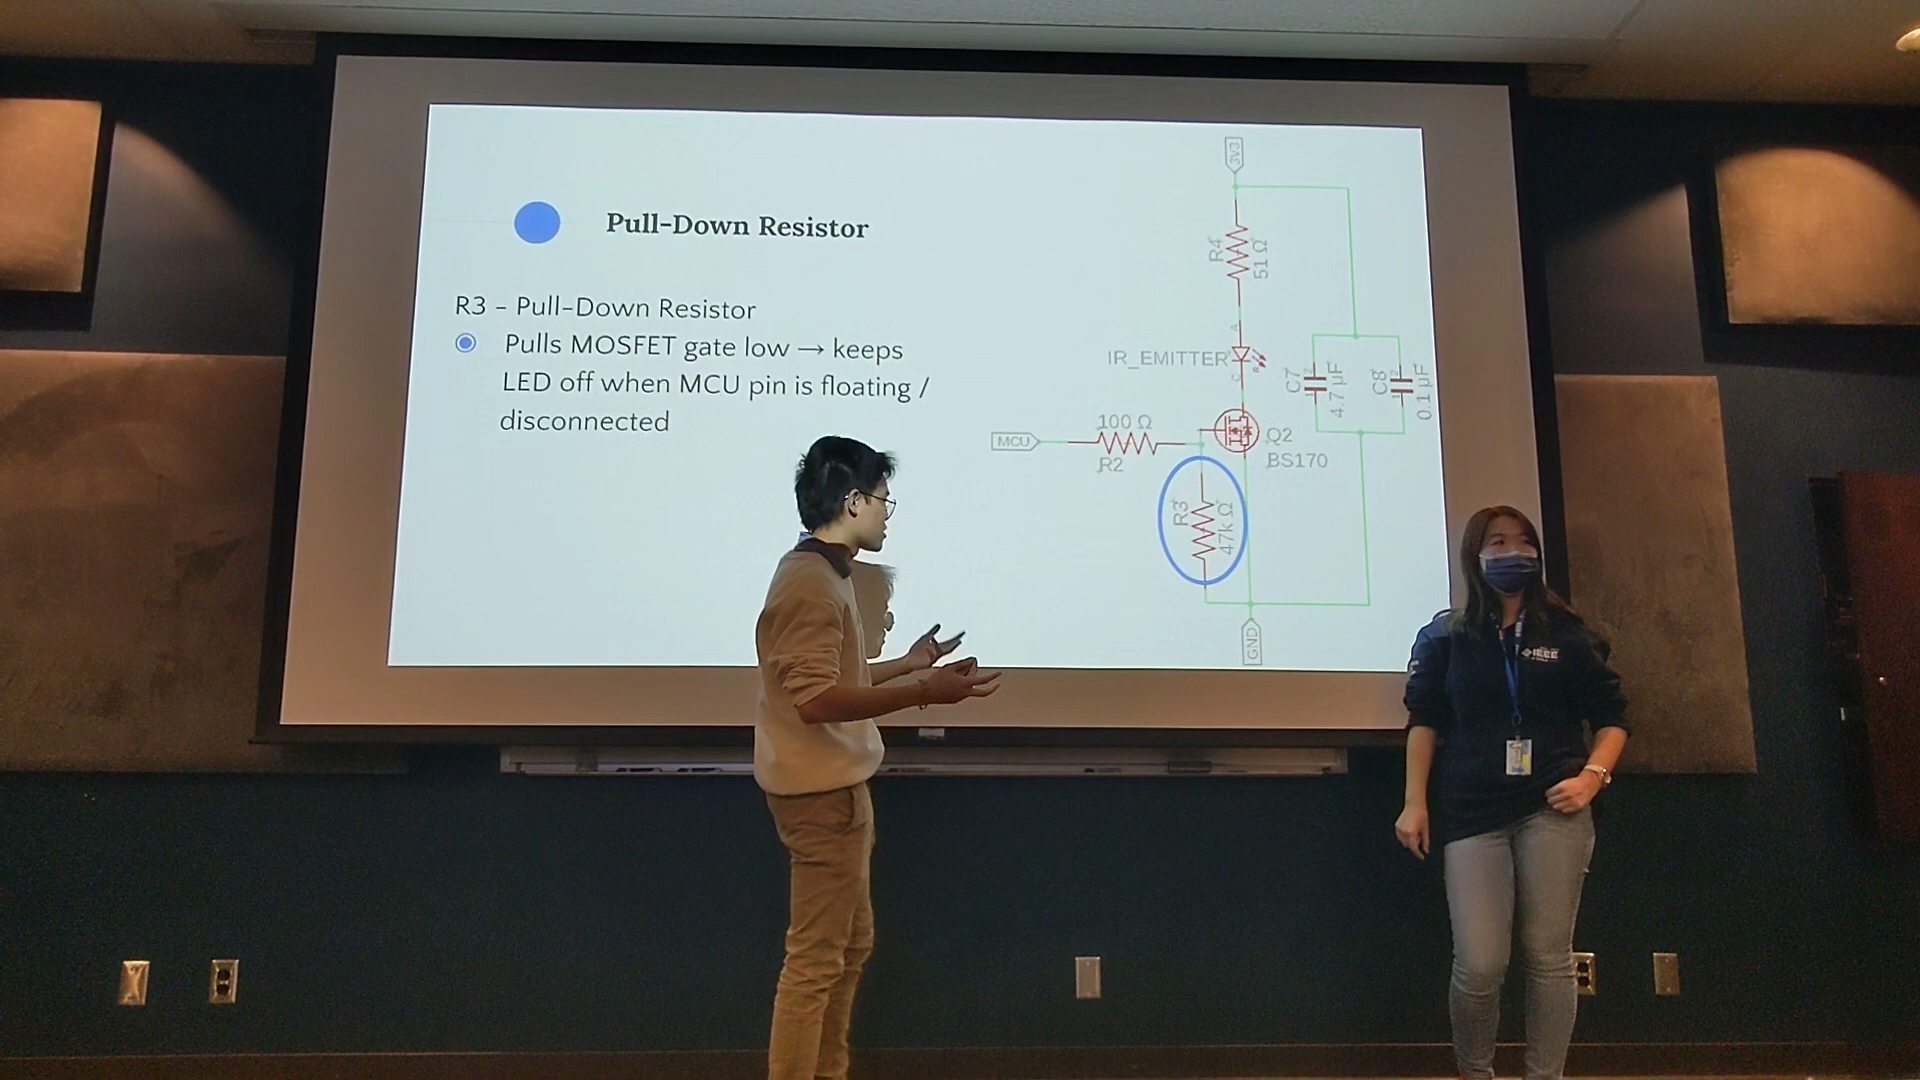 Pull-Down Resistor
R3 - Pull-Down Resistor
Pulls MOSFET gate low → keeps
LED off when MCU pin is floating /
disconnected
3V3
R4
51 Ω
A
IR_EMITTER
C
C7
4.7 µF
C8
0.1 µF
MCU
100 Ω
R2
Q2
BS170
R3
47k Ω
GND
IEEE